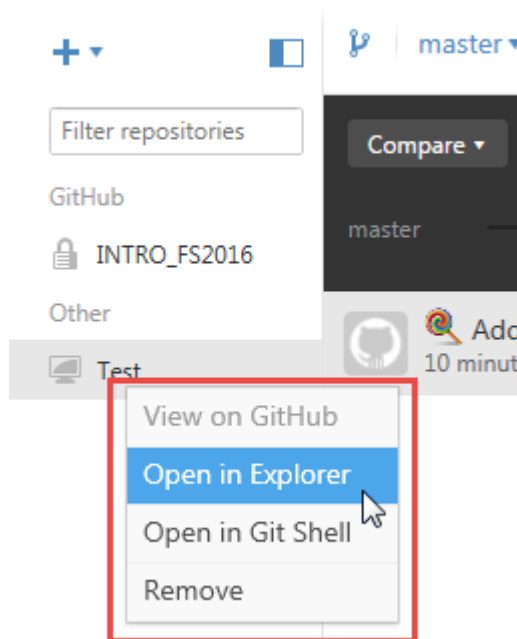 master
Filter repositories
Compare
GitHub
master
INTRO_FS2016
Other
Test
10
View on GitHub
Open in Explorer
Open in Git Shell
Remove